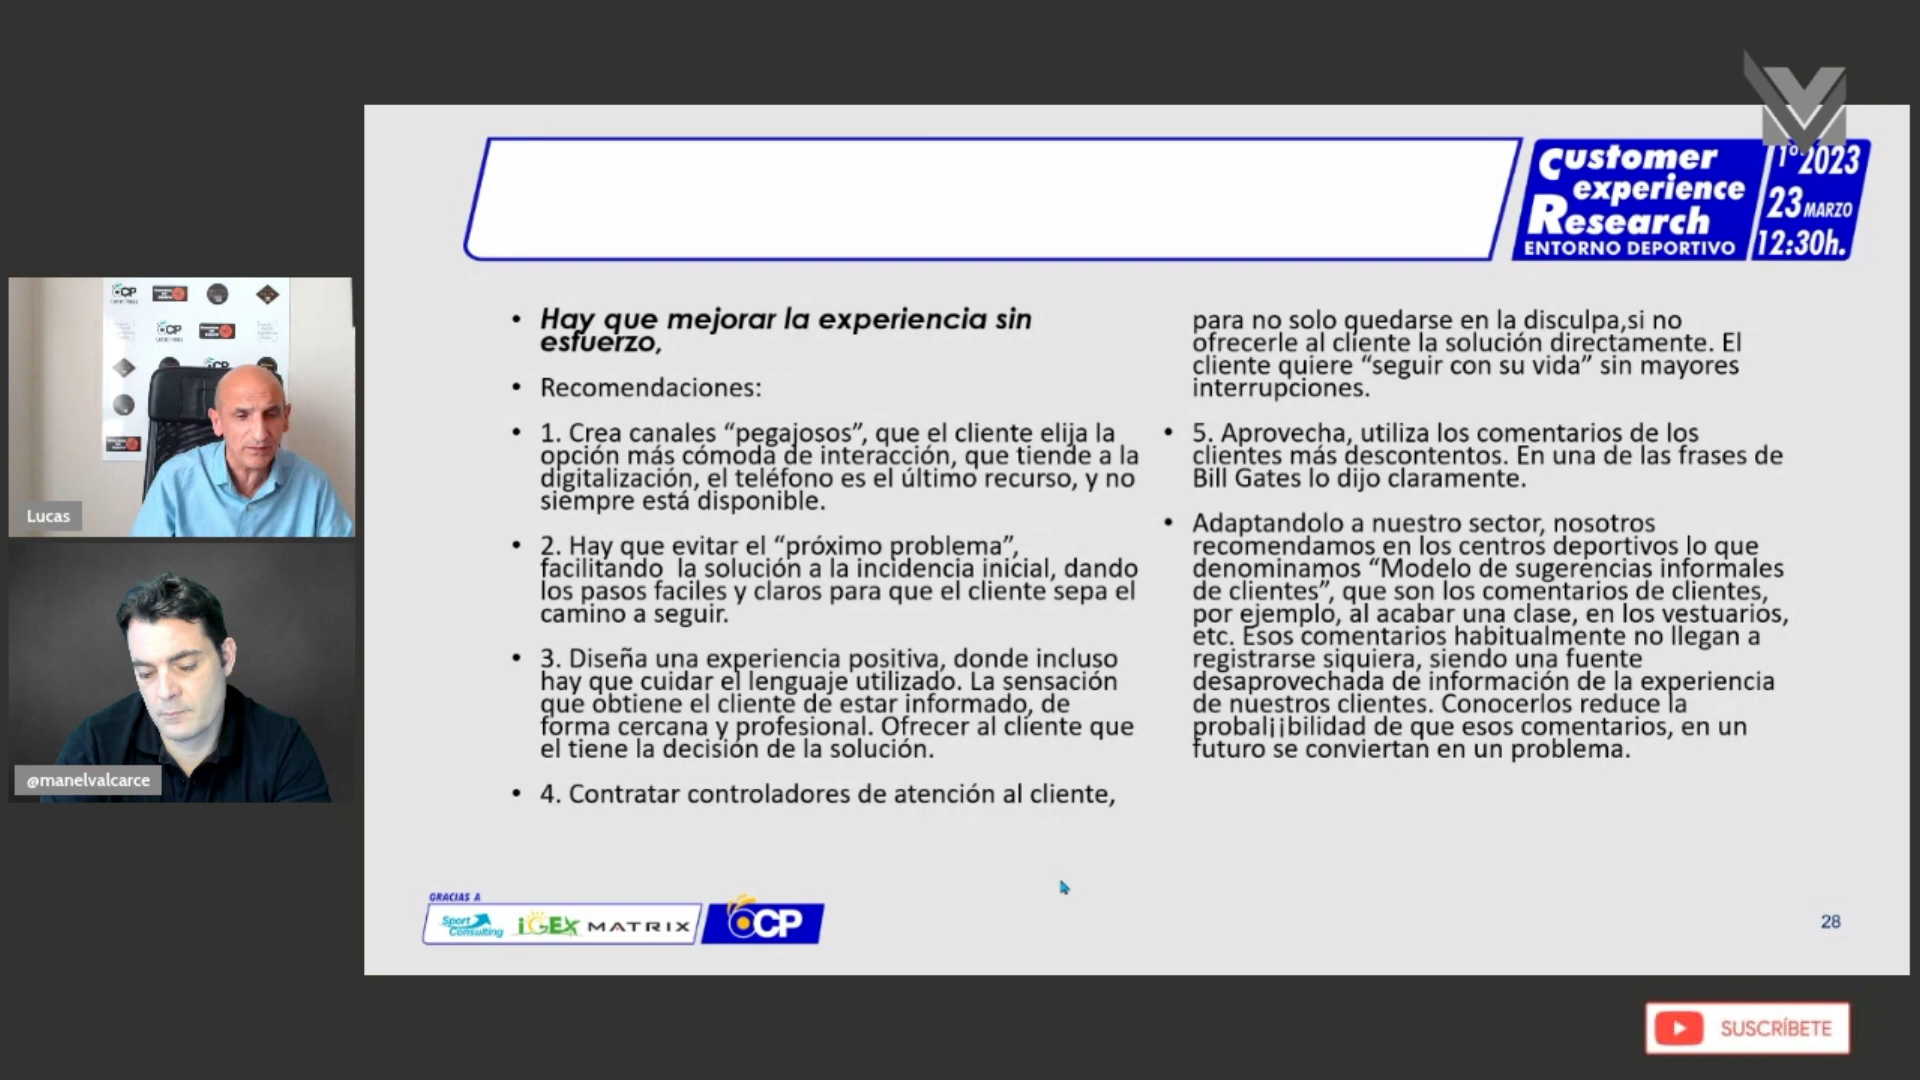 Customer
experience
Research
ENTORNO DEPORTIVO
1º 2023
23 MARZO
12:30h.
• Hay que mejorar la experiencia sin
esfuerzo,
• Recomendaciones:
• 1. Crea canales “pegajosos”, que el cliente elija la
opción más cómoda de interacción, que tiende a la
digitalización, el teléfono es el último recurso, y no
siempre está disponible.
• 2. Hay que evitar el “próximo problema”,
facilitando  la solución a la incidencia inicial, dando
los pasos faciles y claros para que el cliente sepa el
camino a seguir.
• 3. Diseña una experiencia positiva, donde incluso
hay que cuidar el lenguaje utilizado. La sensación
que obtiene el cliente de estar informado, de
forma cercana y profesional. Ofrecer al cliente que
el tiene la decisión de la solución.
• 4. Contratar controladores de atención al cliente,
para no solo quedarse en la disculpa,si no
ofrecerle al cliente la solución directamente. El
cliente quiere “seguir con su vida” sin mayores
interrupciones.
• 5. Aprovecha, utiliza los comentarios de los
clientes más descontentos. En una de las frases de
Bill Gates lo dijo claramente.
• Adaptandolo a nuestro sector, nosotros
recomendamos en los centros deportivos lo que
denominamos “Modelo de sugerencias informales
de clientes”, que son los comentarios de clientes,
por ejemplo, al acabar una clase, en los vestuarios,
etc. Esos comentarios habitualmente no llegan a
registrarse siquiera, siendo una fuente
desaprovechada de información de la experiencia
de nuestros clientes. Conocerlos reduce la
probal¡¡bilidad de que esos comentarios, en un
futuro se conviertan en un problema.
Lucas
@manelvalcarce
GRACIAS A
Sport
Consulting
iGEX
MATRIX
CP
28
SUSCRÍBETE